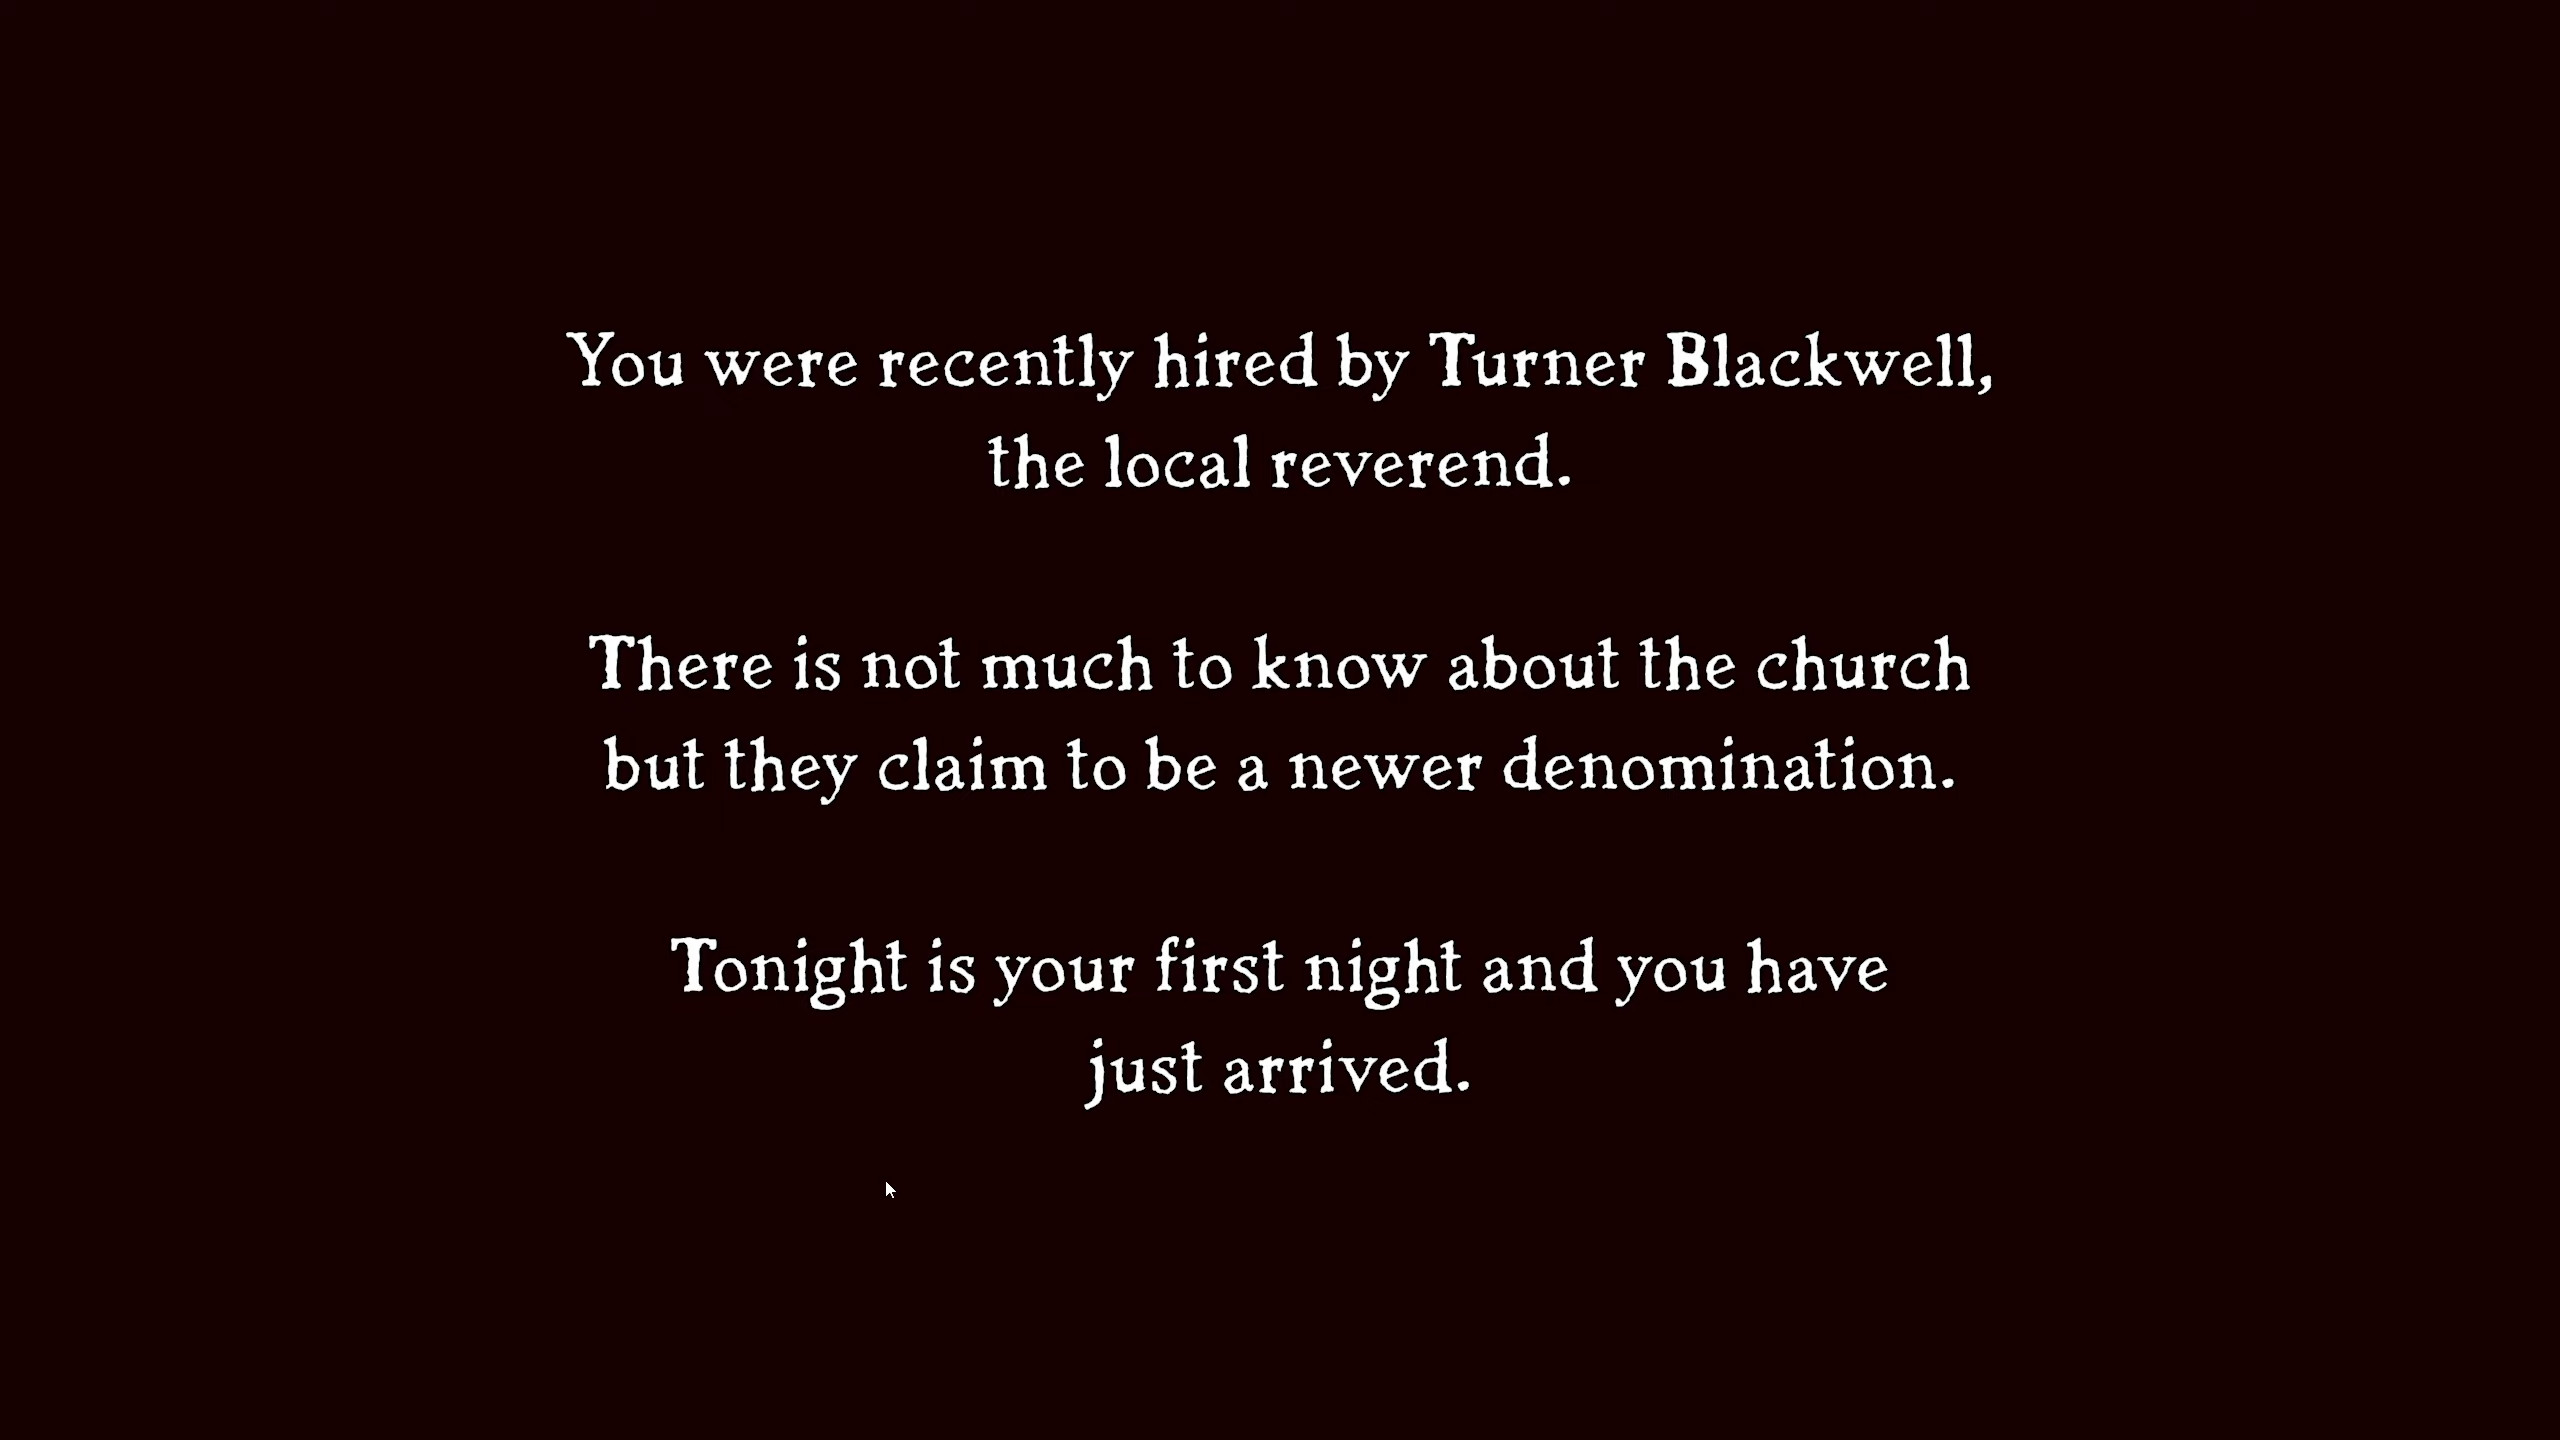 You were recently hired by Turner Blackwell,
the local reverend.
There is not much to know about the church
but they claim to be a newer denomination.
Tonight is your first night and you have
just arrived.